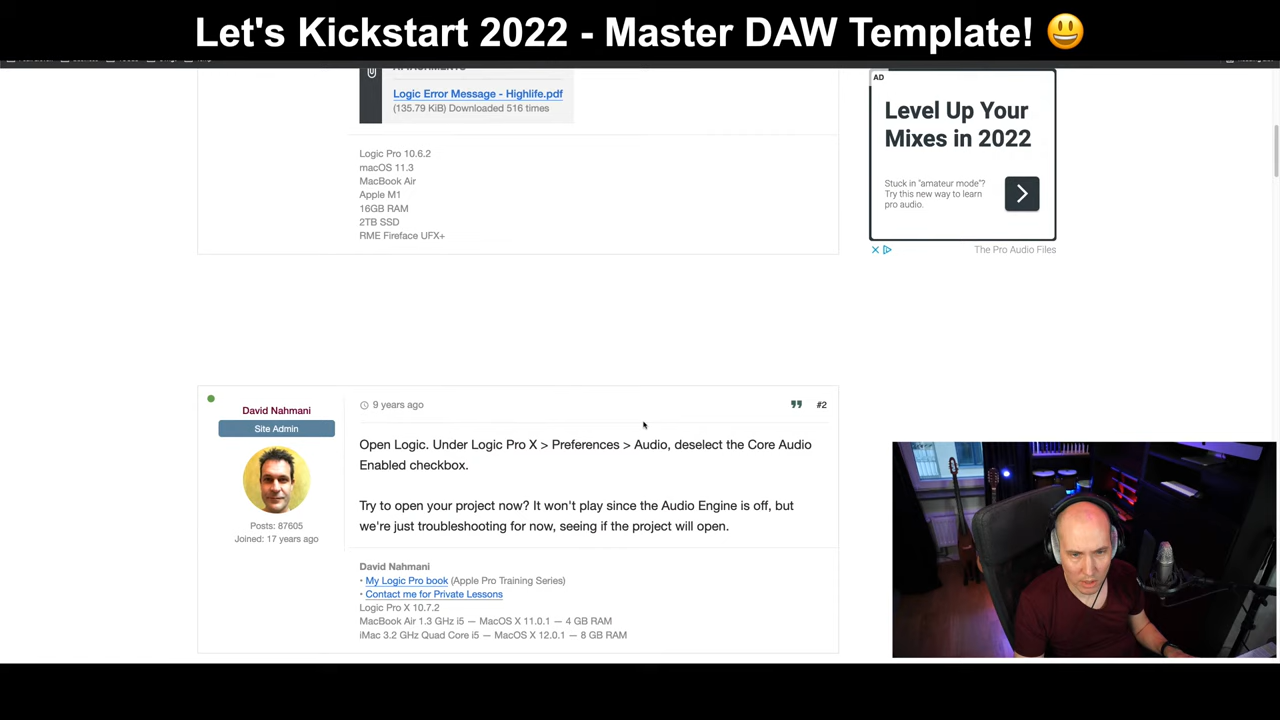 Let's Kickstart 2022 - Master DAW Template! 😃
Logic Error Message - Highlife.pdf
(135.79 KiB) Downloaded 516 times
Logic Pro 10.6.2
macOS 11.3
MacBook Air
Apple M1
16GB RAM
2TB SSD
RME Fireface UFX+
AD
Level Up Your
Mixes in 2022
Stuck in "amateur mode"?
Try this new way to learn
pro audio.
The Pro Audio Files
David Nahmani
Site Admin
Posts: 87605
Joined: 17 years ago
9 years ago
#2
Open Logic. Under Logic Pro X > Preferences > Audio, deselect the Core Audio
Enabled checkbox.
Try to open your project now? It won't play since the Audio Engine is off, but
we're just troubleshooting for now, seeing if the project will open.
David Nahmani
• My Logic Pro book (Apple Pro Training Series)
• Contact me for Private Lessons
Logic Pro X 10.7.2
MacBook Air 1.3 GHz i5 — MacOS X 11.0.1 — 4 GB RAM
iMac 3.2 GHz Quad Core i5 — MacOS X 12.0.1 — 8 GB RAM